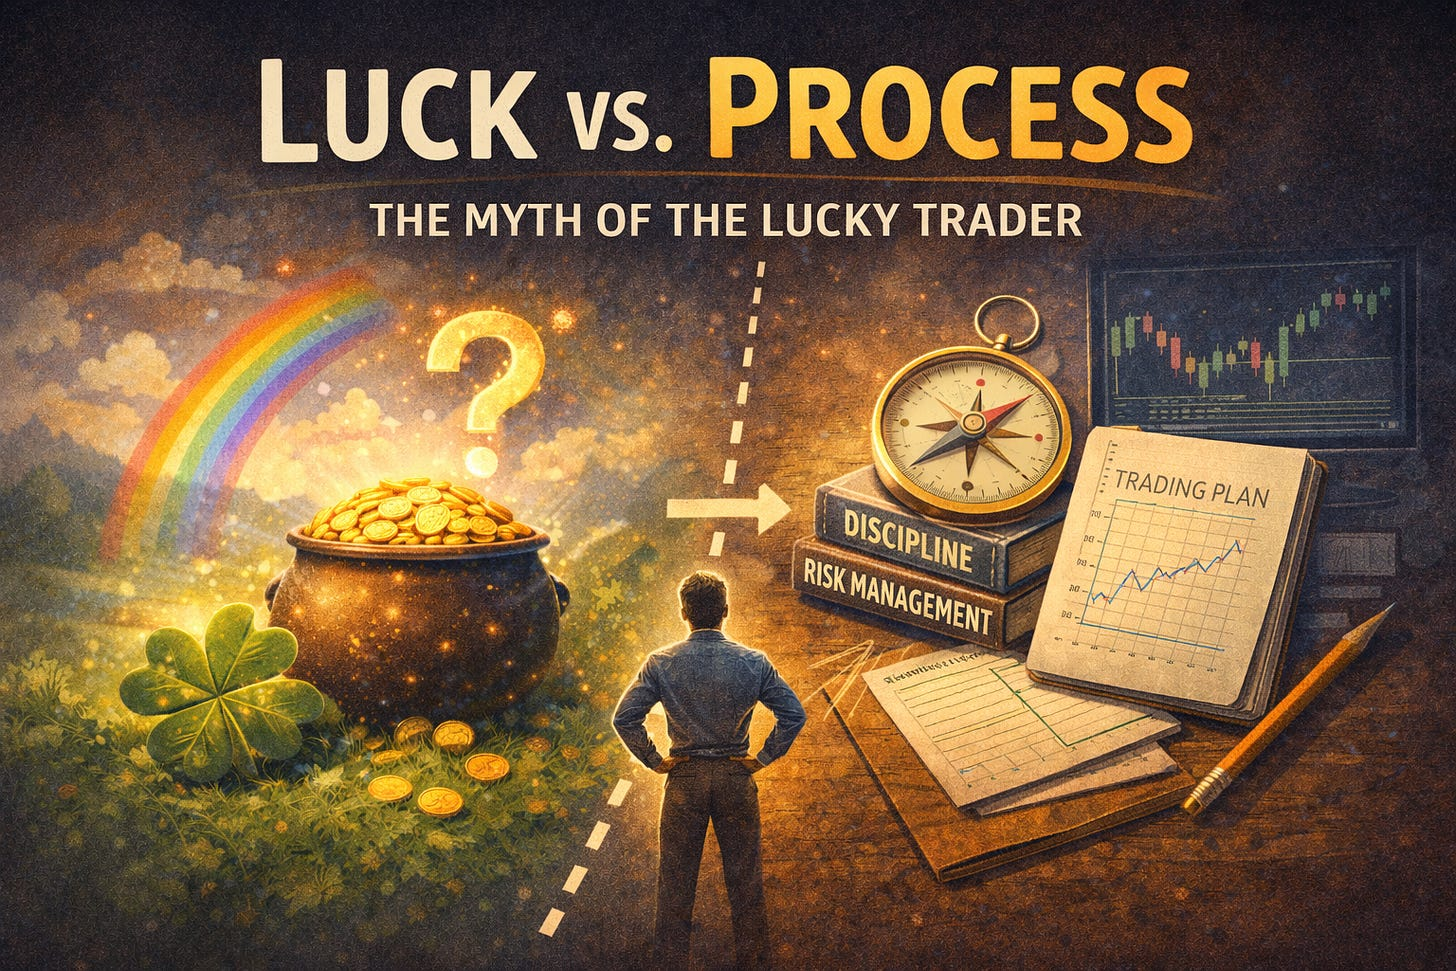 LUCK VS. PROCESS
THE MYTH OF THE LUCKY TRADER
DISCIPLINE
RISK MANAGEMENT
TRADING PLAN